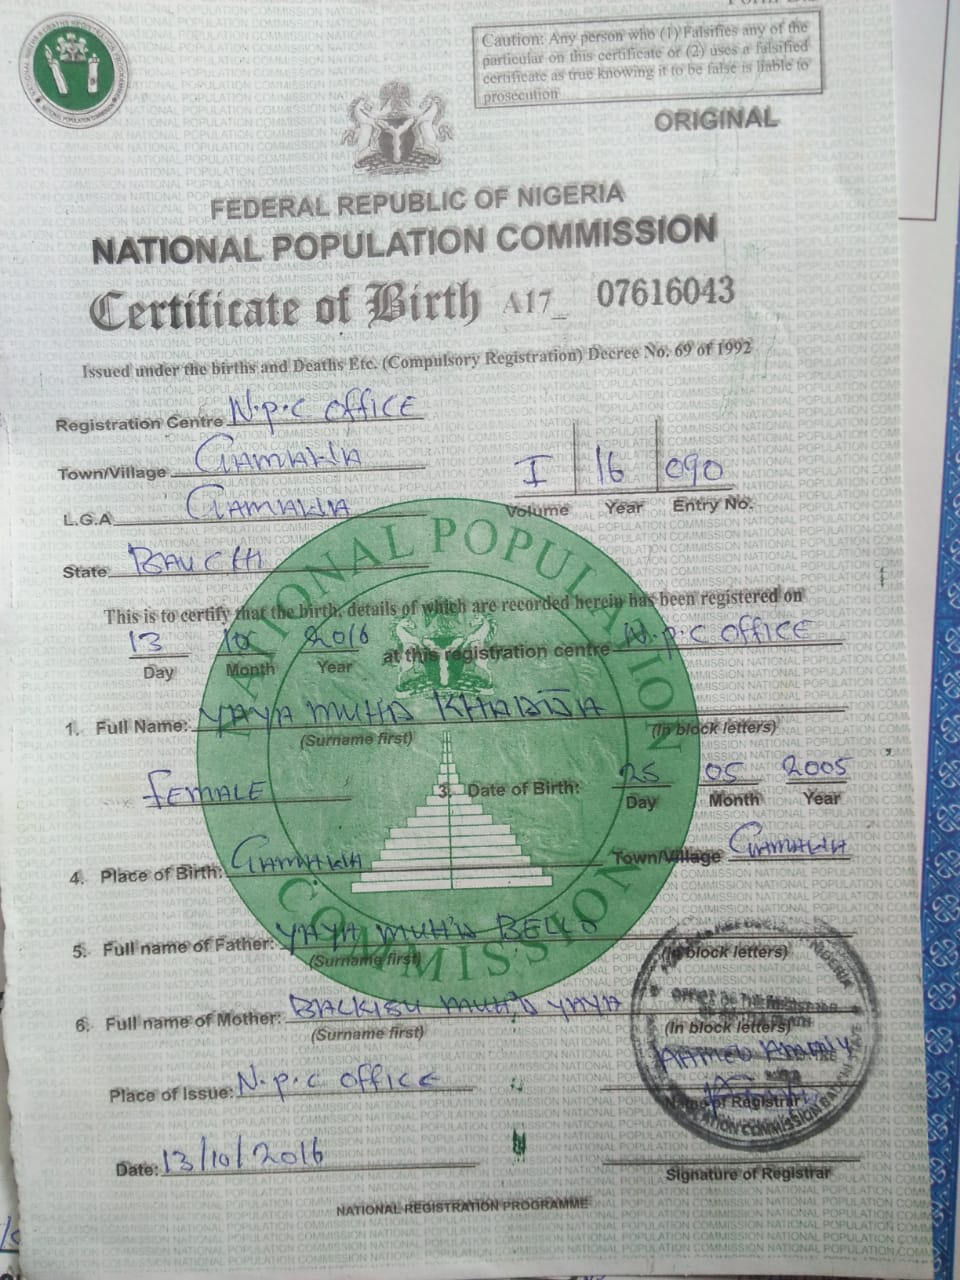 Caution: Any person who (1) Falsifies any of the
particular on this certificate or (2) uses a falsified
certificate as true knowing it to be false is liable to
prosecution
ORIGINAL
FEDERAL REPUBLIC OF NIGERIA
NATIONAL POPULATION COMMISSION
Certificate of Birth A17_ 07616043
Issued under the births and Deaths Etc. (Compulsory Registration) Decree No. 69 of 1992
Registration Centre N.p.c OFFICE
Town/Village GAMAWA
I 16 090
Volume Year Entry No.
L.G.A GAMAWA
State: BAUCHI
This is to certify that the birth, details of which are recorded herein has been registered on
13 10 2016 at this registration centre N.p.c OFFICE
Day Month Year
1. Full Name: YAYA MUHD KHADIJA
(Surname first) (In block letters)
FEMALE 3. Date of Birth: 25 05 2005
Day Month Year
4. Place of Birth: GAMAWA Town/Village GAMAWA
5. Full name of Father: YAYA MUH'D BELLO
(Surname first) (In block letters)
6. Full name of Mother: BALKISU MUH'D YAYA
(Surname first) (In block letters)
AHMED
Place of Issue: N.p.c OFFICE
Name of Registrar
Date: 13/10/2016
Signature of Registrar
NATIONAL REGISTRATION PROGRAMME
NATIONAL POPULATION COMMISSION